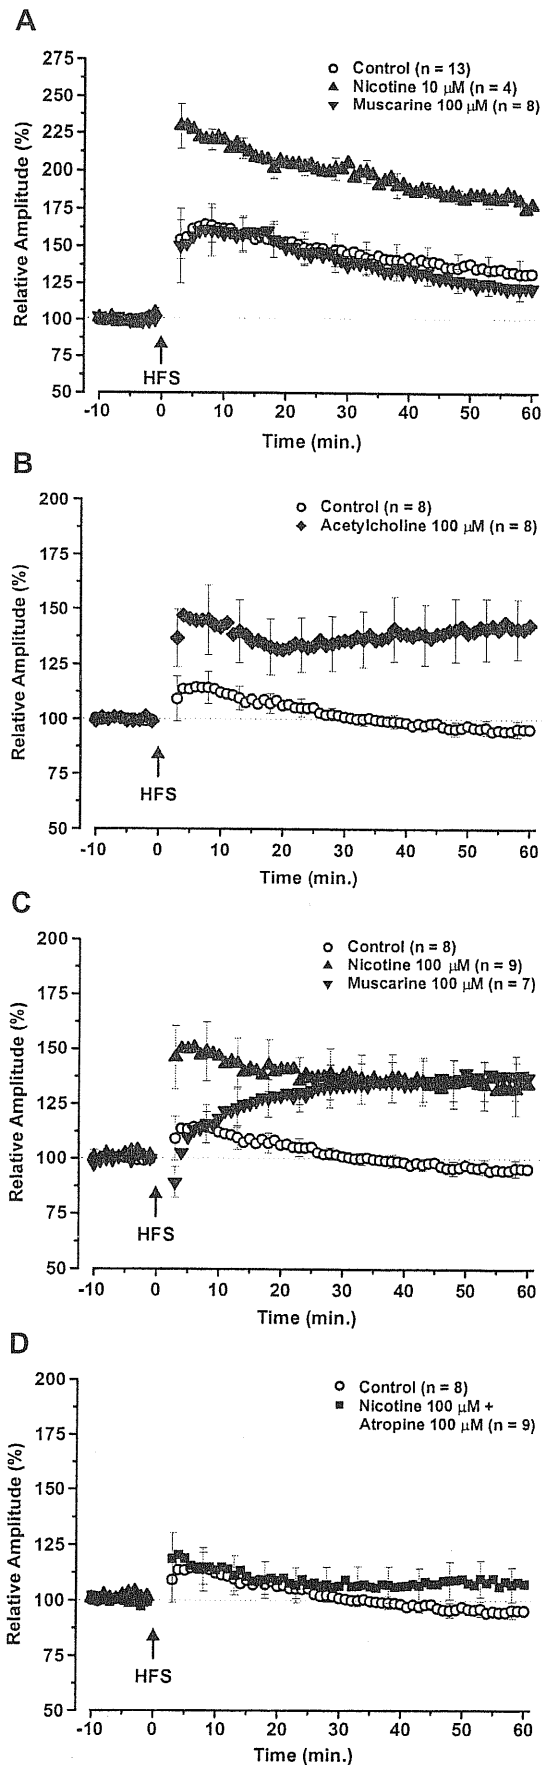 A
Relative Amplitude (%)
275
250
225
200
175
150
125
100
75
50
Control (n = 13)
Nicotine 10 µM (n = 4)
Muscarine 100 µM (n = 8)
HFS
-10 0 10 20 30 40 50 60
Time (min.)
B
Relative Amplitude (%)
200
175
150
125
100
75
50
Control (n = 8)
Acetylcholine 100 µM (n = 8)
HFS
-10 0 10 20 30 40 50 60
Time (min.)
C
Relative Amplitude (%)
200
175
150
125
100
75
50
Control (n = 8)
Nicotine 100 µM (n = 9)
Muscarine 100 µM (n = 7)
HFS
-10 0 10 20 30 40 50 60
Time (min.)
D
Relative Amplitude (%)
200
175
150
125
100
75
50
Control (n = 8)
Nicotine 100 µM +
Atropine 100 µM (n = 9)
HFS
-10 0 10 20 30 40 50 60
Time (min.)